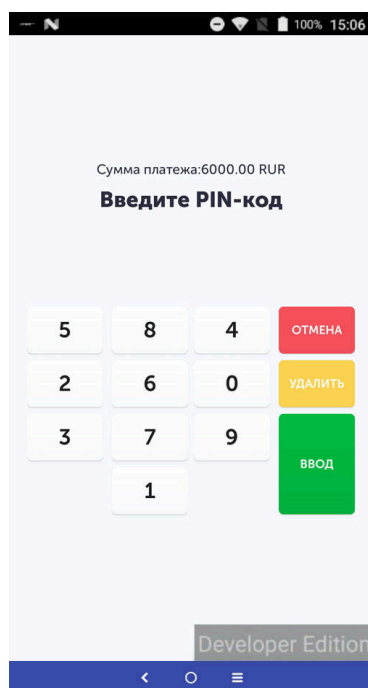 100% 15:06
Сумма платежа:6000.00 RUR
Введите PIN-код
5 8 4 ОТМЕНА
2 6 0 УДАЛИТЬ
3 7 9
ВВОД
1
Developer Edition